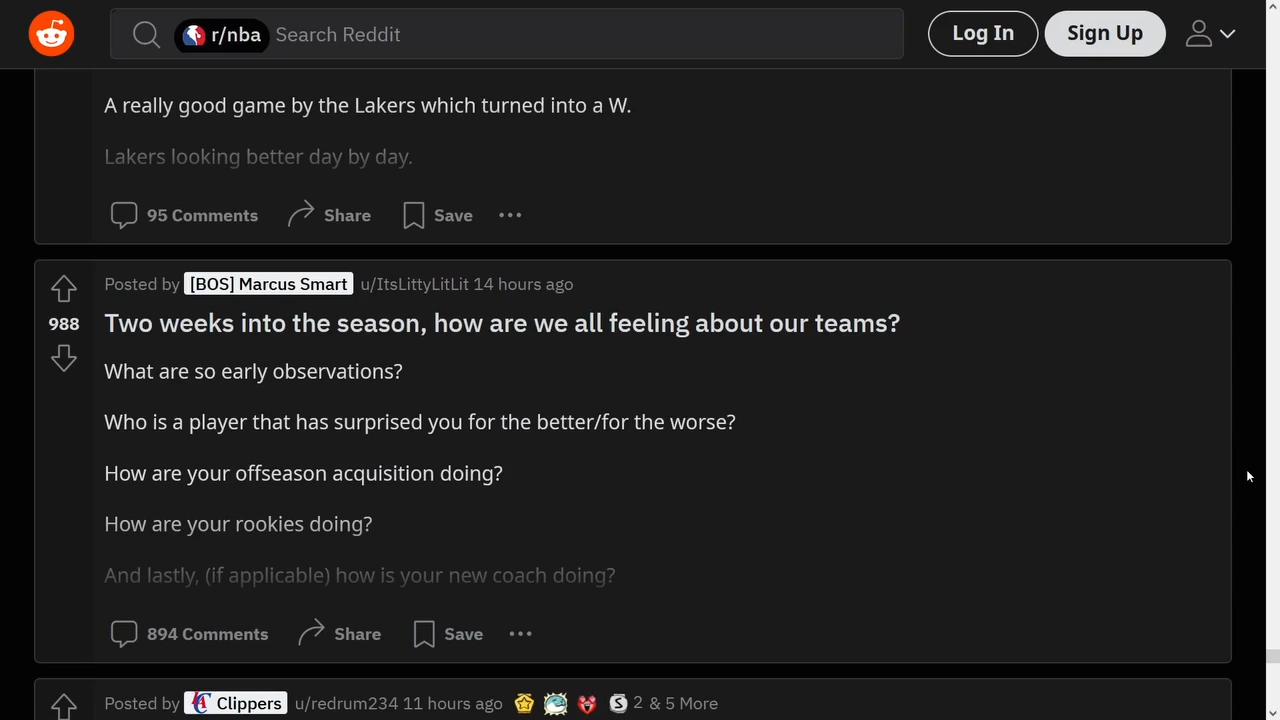 r/nba Search Reddit Log In Sign Up
A really good game by the Lakers which turned into a W.
Lakers looking better day by day.
95 Comments Share Save
Posted by [BOS] Marcus Smart u/ItsLittyLitLit 14 hours ago
988
Two weeks into the season, how are we all feeling about our teams?
What are so early observations?
Who is a player that has surprised you for the better/for the worse?
How are your offseason acquisition doing?
How are your rookies doing?
And lastly, (if applicable) how is your new coach doing?
894 Comments Share Save
Posted by Clippers u/redrum234 11 hours ago S 2 & 5 More